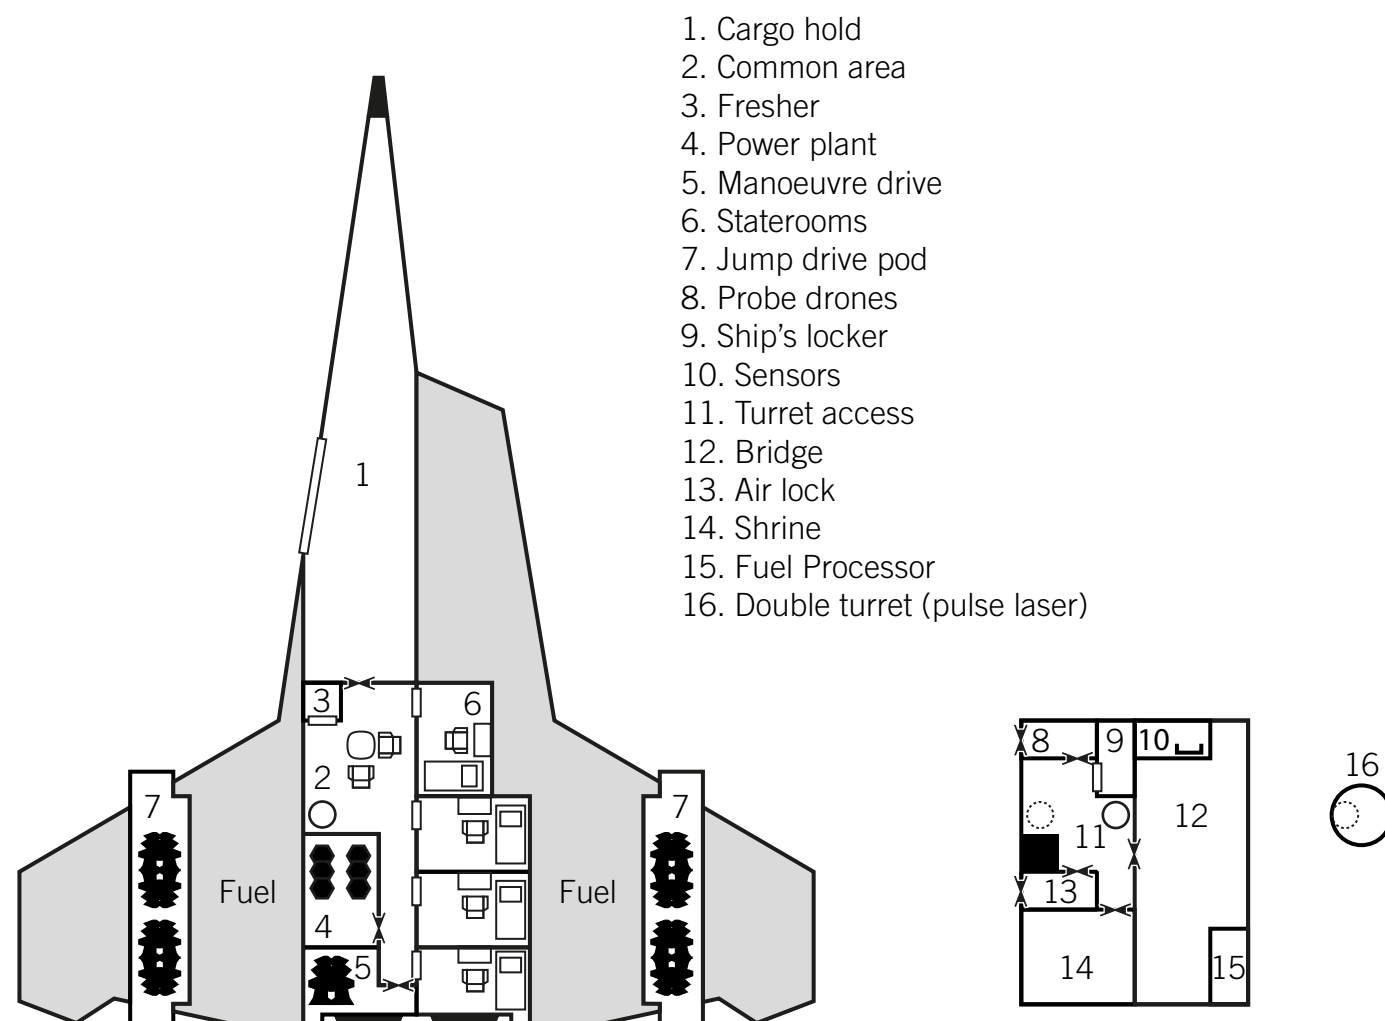 1. Cargo hold
2. Common area
3. Fresher
4. Power plant
5. Manoeuvre drive
6. Staterooms
7. Jump drive pod
8. Probe drones
9. Ship’s locker
10. Sensors
11. Turret access
12. Bridge
13. Air lock
14. Shrine
15. Fuel Processor
16. Double turret (pulse laser)
1
3
6
2
7
7
Fuel
Fuel
4
5
8
9
10
16
12
11
13
14
15